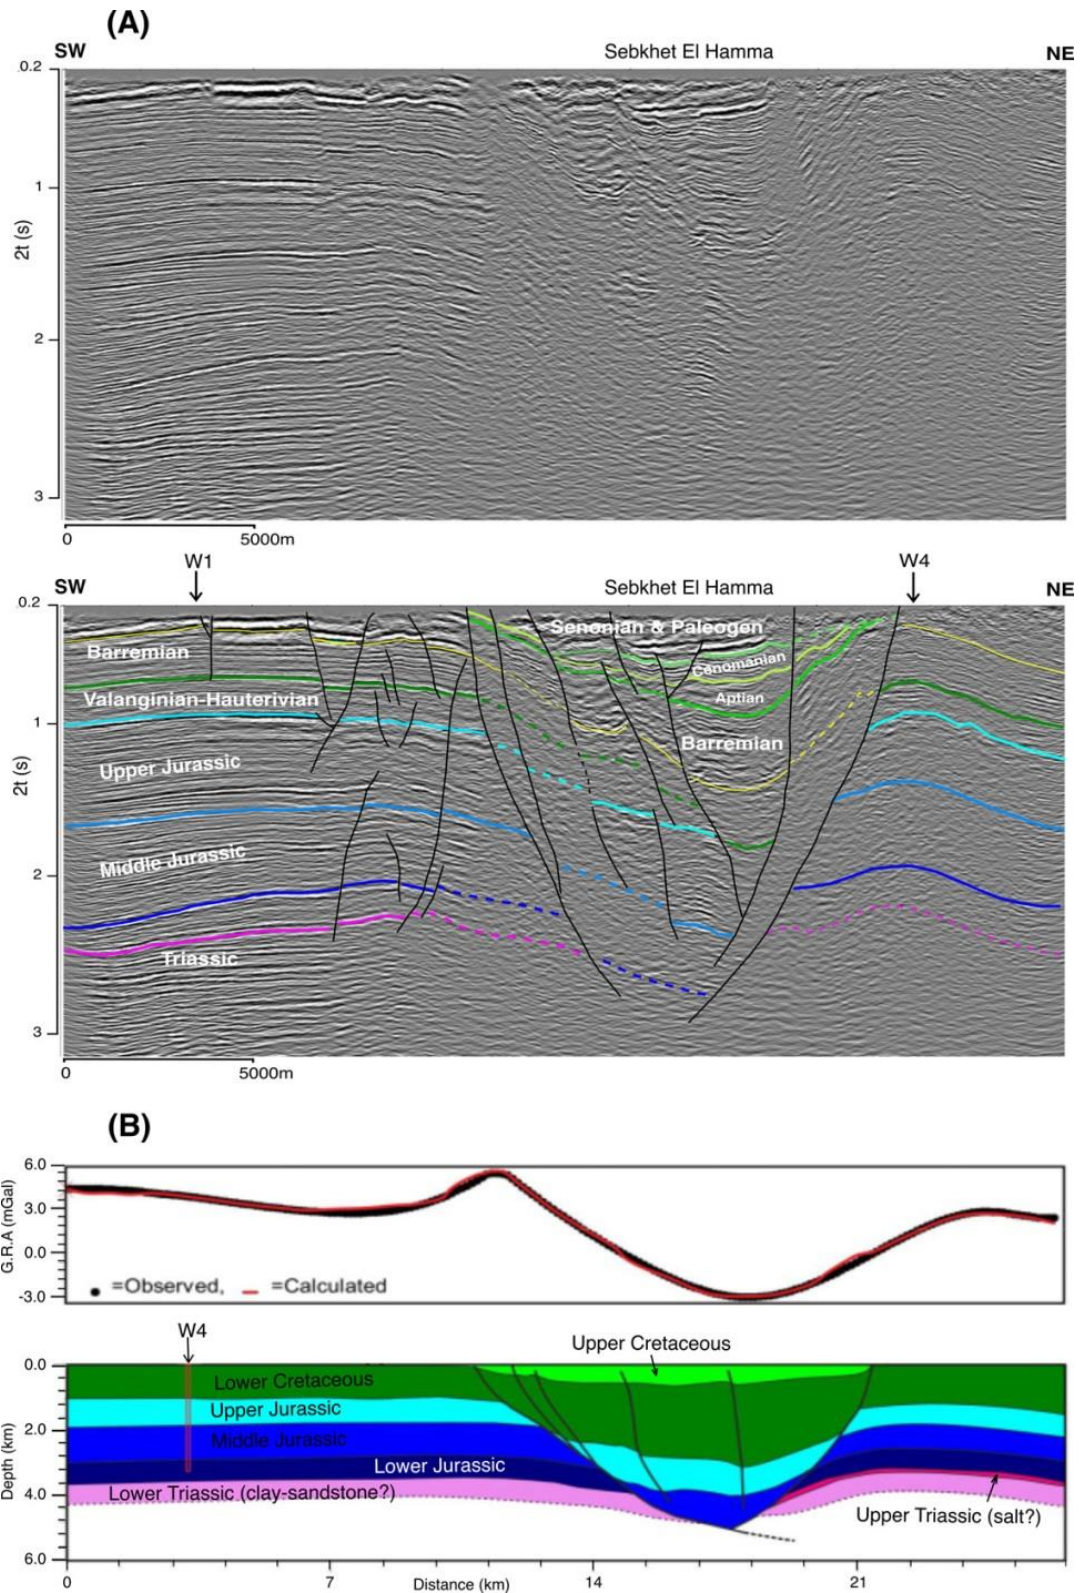 (A)
SW Sebkhet El Hamma NE
0.2
1
2t (s)
2
3
0 5000m
W1 W4
SW Sebkhet El Hamma NE
0.2
Senonian & Paleogen
Barremian
Cenomanian
Valanginian-Hauterivian
Aptian
1
Barremian
Upper Jurassic
2t (s)
Middle Jurassic
2
Triassic
3
0 5000m
(B)
6.0
3.0
G.R.A (mGal)
0.0
=Observed, =Calculated
-3.0
W4
Upper Cretaceous
0.0
Lower Cretaceous
Upper Jurassic
2.0
Middle Jurassic
Depth (km)
Lower Jurassic
4.0
Lower Triassic (clay-sandstone?)
Upper Triassic (salt?)
6.0
0 7 14 21
Distance (km)